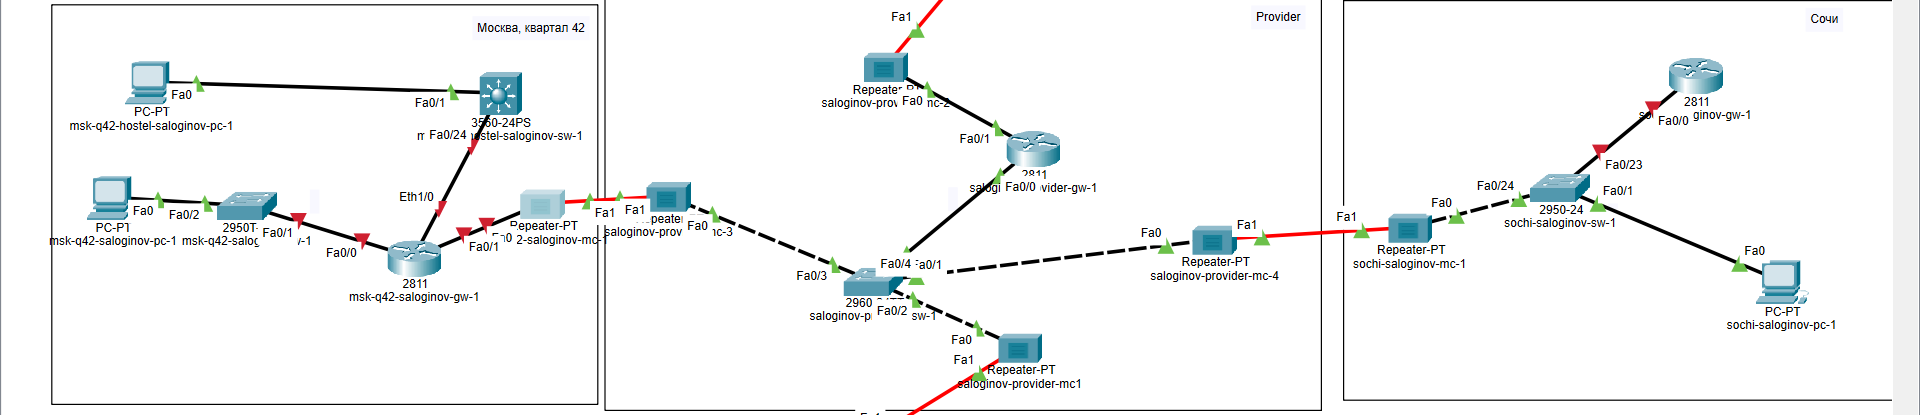 Москва, квартал 42
Fa0
PC-PT
msk-q42-hostel-saloginov-pc-1
Fa0/1
3560-24PS
Fa0/24
ostel-saloginov-sw-1
Fa0
PC-PT
msk-q42-saloginov-pc-1
Fa0/2
2950T-
msk-q42-salog
Fa0/1
/-1
Fa0/0
Eth1/0
2811
msk-q42-saloginov-gw-1
Fa0/1
Repeater-PT
2-saloginov-mc-1
Fa1
Provider
Fa1
Repeater-PT
saloginov-prov
Fa0
nc-2
Fa0/1
2811
Fa0/0
vider-gw-1
Fa1
Repeater
saloginov-prov
Fa0
nc-3
Fa0/3
Fa0/4
Fa0/1
2960
Fa0/2
saloginov-p
sw-1
Fa0
Fa1
Repeater-PT
saloginov-provider-mc1
Fa0
Fa1
Repeater-PT
saloginov-provider-mc-4
Сочи
2811
Fa0/0
ginov-gw-1
Fa0/23
Fa0/24
Fa0/1
2950-24
sochi-saloginov-sw-1
Fa1
Fa0
Repeater-PT
sochi-saloginov-mc-1
Fa0
PC-PT
sochi-saloginov-pc-1